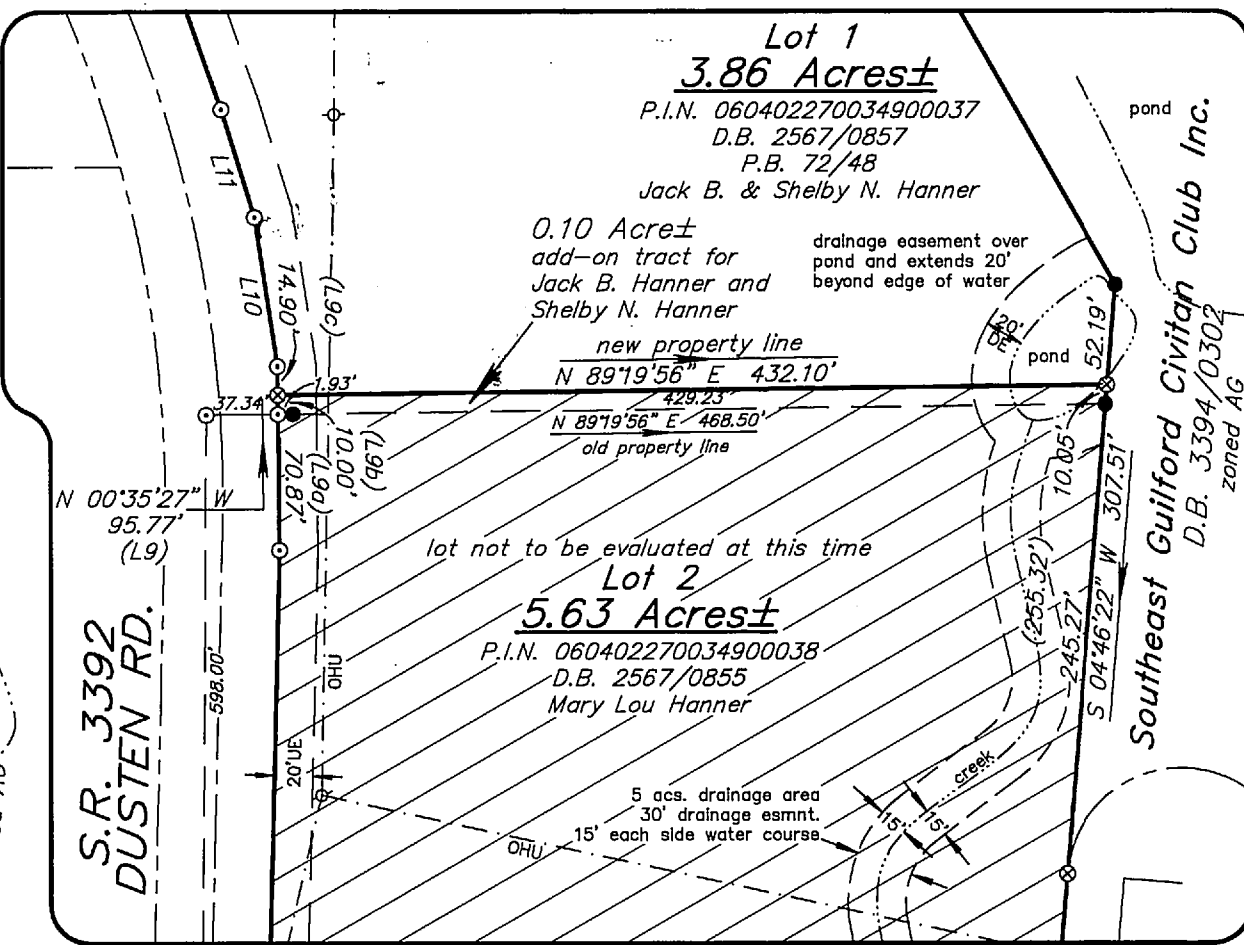 Lot 1
3.86 Acres±
P.I.N. 060402270034900037
D.B. 2567/0857
P.B. 72/48
Jack B. & Shelby N. Hanner
pond
Southeast Guilford Civitan Club Inc.
D.B. 3394/0302
zoned AG
0.10 Acre±
add-on tract for
Jack B. Hanner and
Shelby N. Hanner
drainage easement over
pond and extends 20'
beyond edge of water
20'
DE
pond
52.19'
L11
L10
14.90'
(L9c)
new property line
N 89°19'56" E 432.10'
1.93'
37.34'
429.23'
N 89°19'56" E 468.50'
old property line
(L9b)
10.00'
(L9a)
70.87'
N 00°35'27" W
95.77'
(L9)
10.05'
S 04°46'22" W 307.51'
(255.32')
245.27'
lot not to be evaluated at this time
Lot 2
5.63 Acres±
P.I.N. 060402270034900038
D.B. 2567/0855
Mary Lou Hanner
S.R. 3392
DUSTEN RD.
598.00'
OHU
20'UE
OHU
5 acs. drainage area
30' drainage esmnt.
15' each side water course
creek
15'
15'